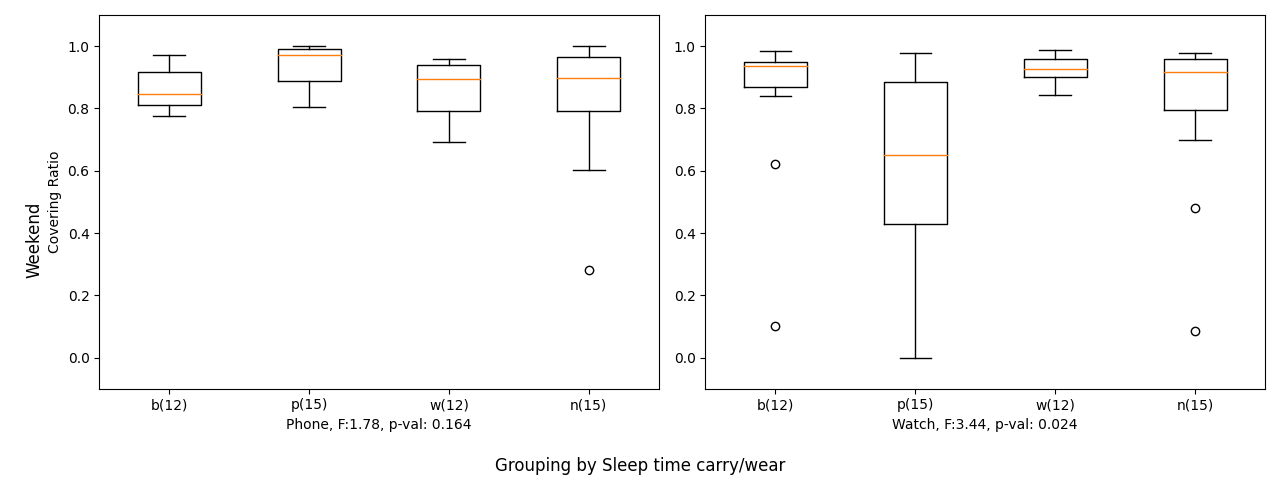 Weekend
Covering Ratio
1.0
0.8
0.6
0.4
0.2
0.0
b(12) p(15) w(12) n(15)
Phone, F:1.78, p-val: 0.164
1.0
0.8
0.6
0.4
0.2
0.0
b(12) p(15) w(12) n(15)
Watch, F:3.44, p-val: 0.024
Grouping by Sleep time carry/wear